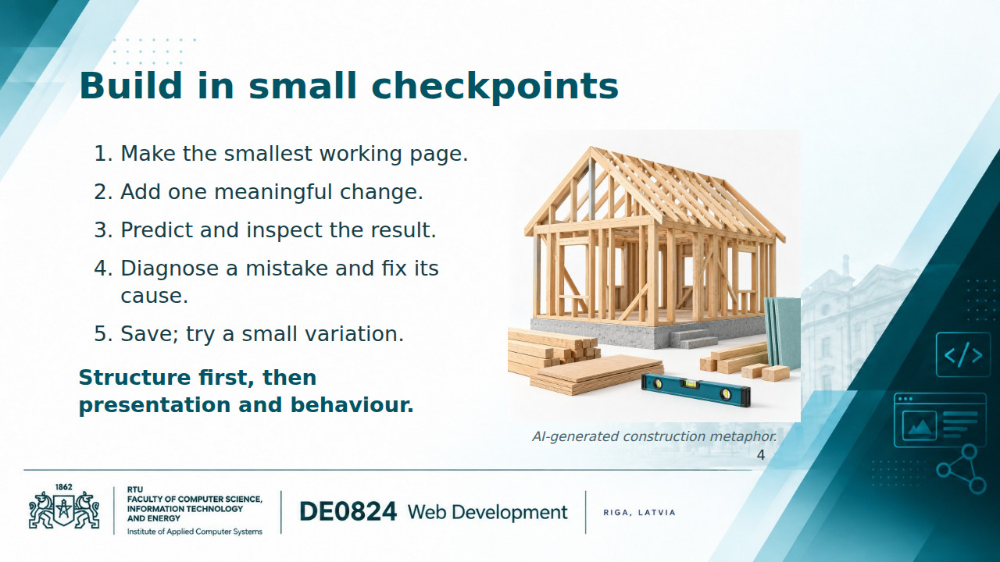 Build in small checkpoints
1. Make the smallest working page.
2. Add one meaningful change.
3. Predict and inspect the result.
4. Diagnose a mistake and fix its
cause.
5. Save; try a small variation.
Structure first, then
presentation and behaviour.
AI-generated construction metaphor.
4
1862
RTU
FACULTY OF COMPUTER SCIENCE,
INFORMATION TECHNOLOGY
AND ENERGY
Institute of Applied Computer Systems
DE0824 Web Development
RIGA, LATVIA
</>